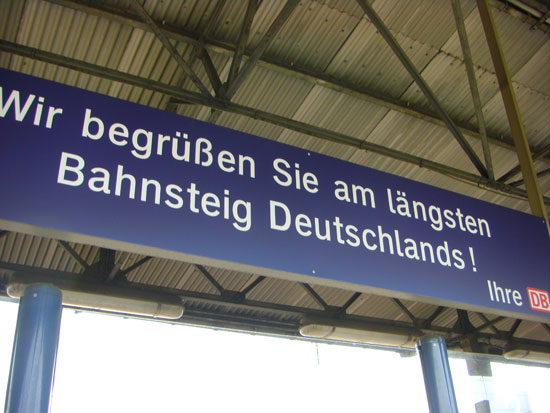 Wir begrüßen Sie am längsten
Bahnsteig Deutschlands!
Ihre DB